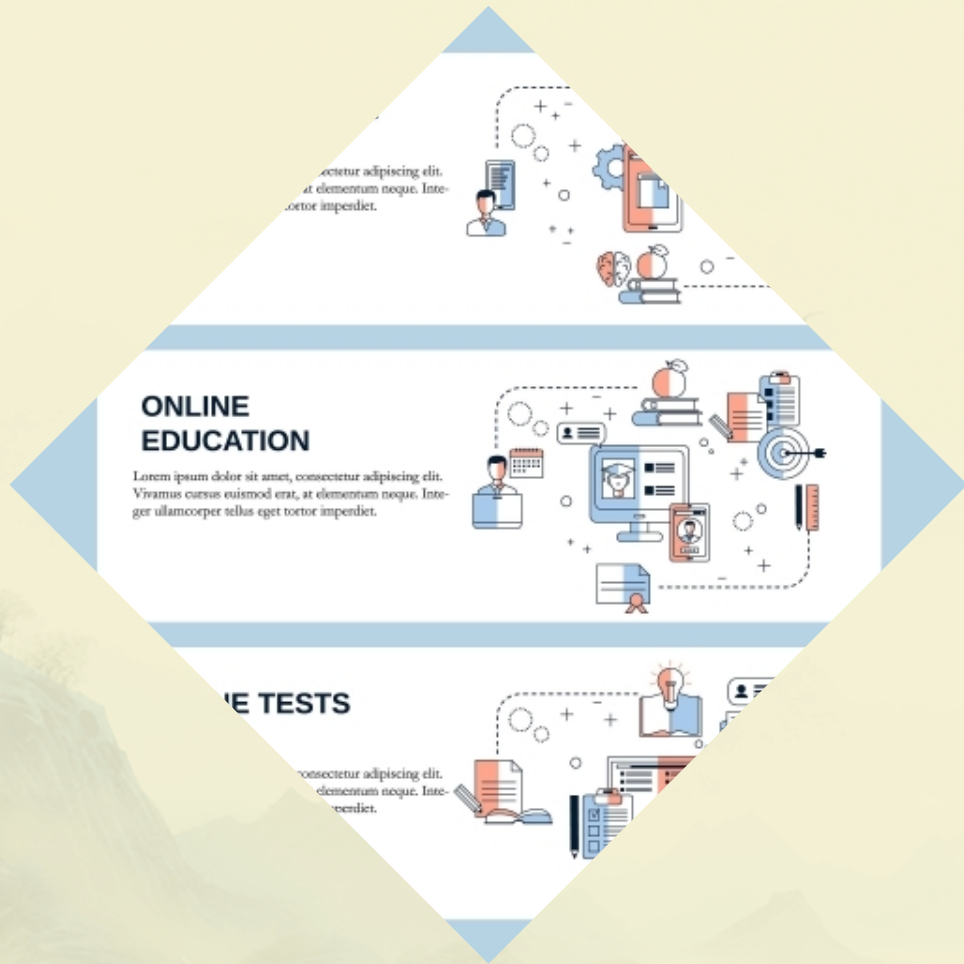 adipiscing elit.
at elementum neque. Inte-
tortor imperdiet.
ONLINE
EDUCATION
Lorem ipsum dolor sit amet, consectetur adipiscing elit.
Vivamus cursus euismod erat, at elementum neque. Inte-
ger ullamcorper tellus eget tortor imperdiet.
TESTS
consectetur adipiscing elit.
elementum neque. Inte-